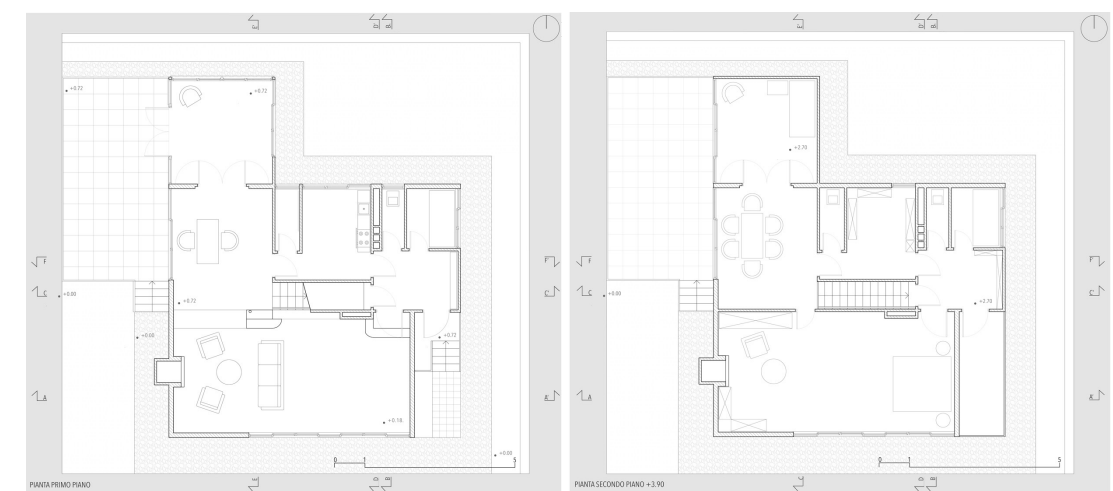 E' D' B'
+0.72 +0.72
F F'
C C'
+0.00 +0.72
+0.00 +0.72
A A'
+0.18
+0.00
0 1 5
PIANTA PRIMO PIANO
E D B
C' D' B'
+2.70
F F'
C C'
+0.00 +2.70
A A'
0 1 5
PIANTA SECONDO PIANO +3.90
C D B